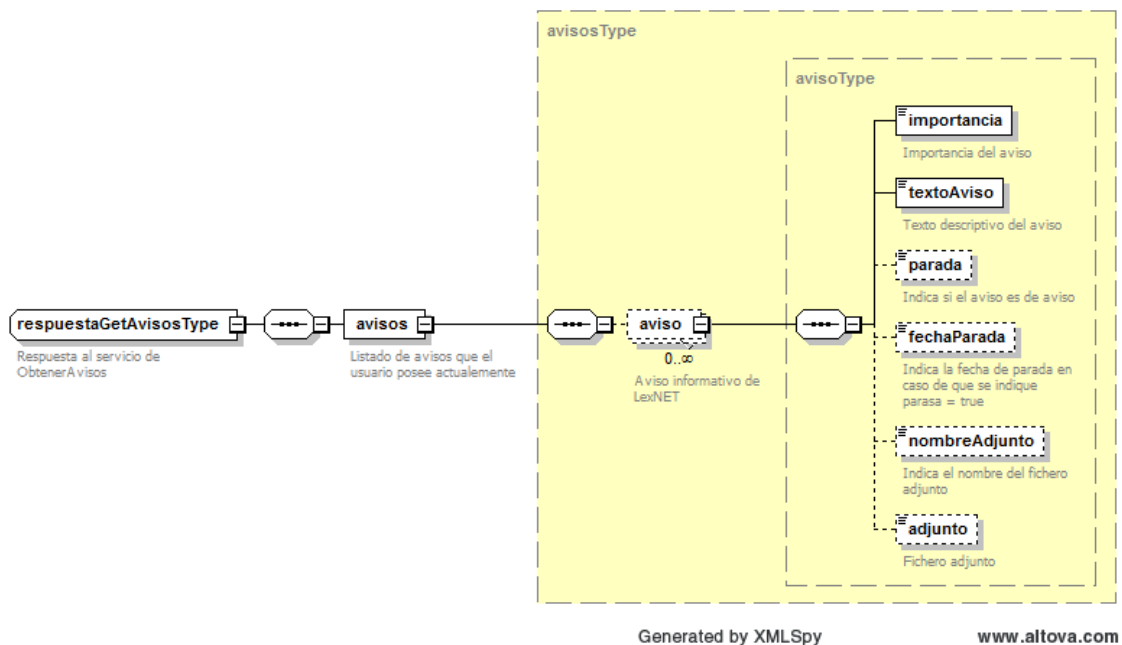 avisosType
avisoType
importancia
Importancia del aviso
textoAviso
Texto descriptivo del aviso
parada
Indica si el aviso es de aviso
respuestaGetAvisosType
Respuesta al servicio de
ObtenerAvisos
avisos
Listado de avisos que el
usuario posee actualemente
aviso
0..∞
Aviso informativo de
LexNET
fechaParada
Indica la fecha de parada en
caso de que se indique
parasa = true
nombreAdjunto
Indica el nombre del fichero
adjunto
adjunto
Fichero adjunto
Generated by XMLSpy
www.altova.com